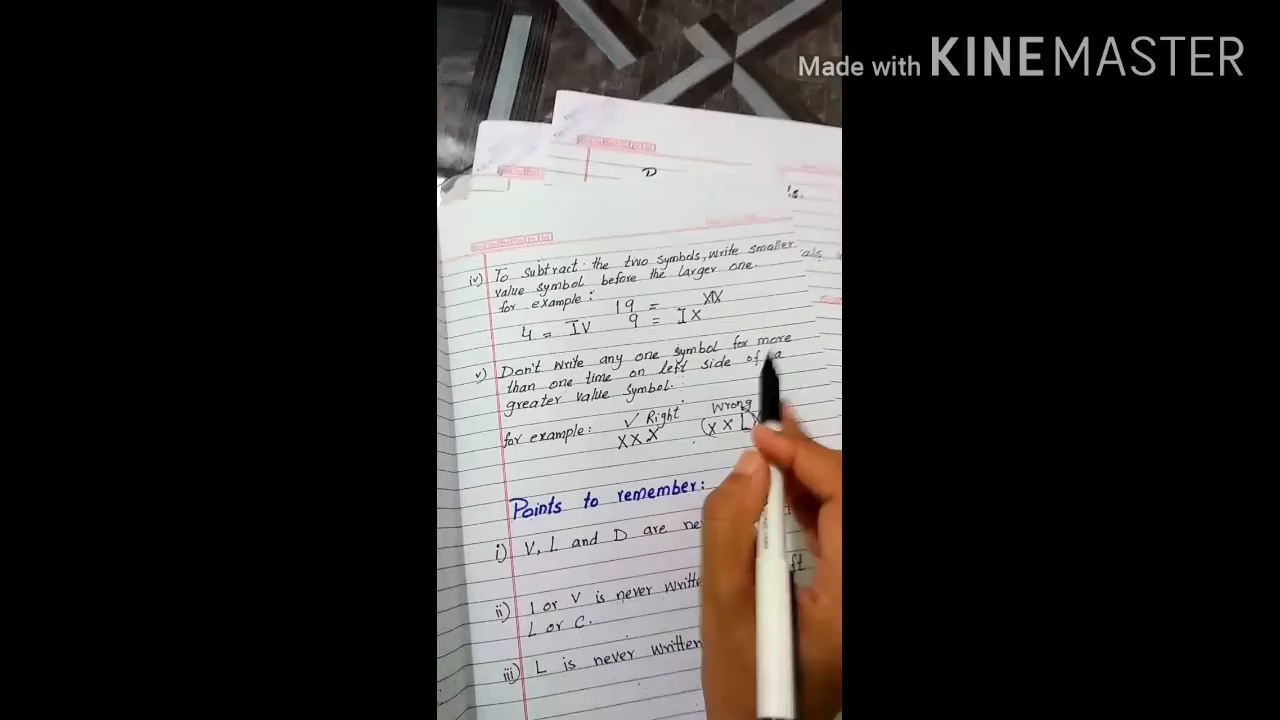 Made with KINEMASTER
D
iv) To subtract the two symbols, write smaller
value symbol before the larger one.
for example:
19 = XIX
4 = IV 9 = IX
v) Don't write any one symbol for more
than one time on left side of a
greater value symbol.
✓ Right Wrong
for example: XXX (XXL
Points to remember:
i) V, L and D are
ii) I or V is never
L or C.
iii) L is never written